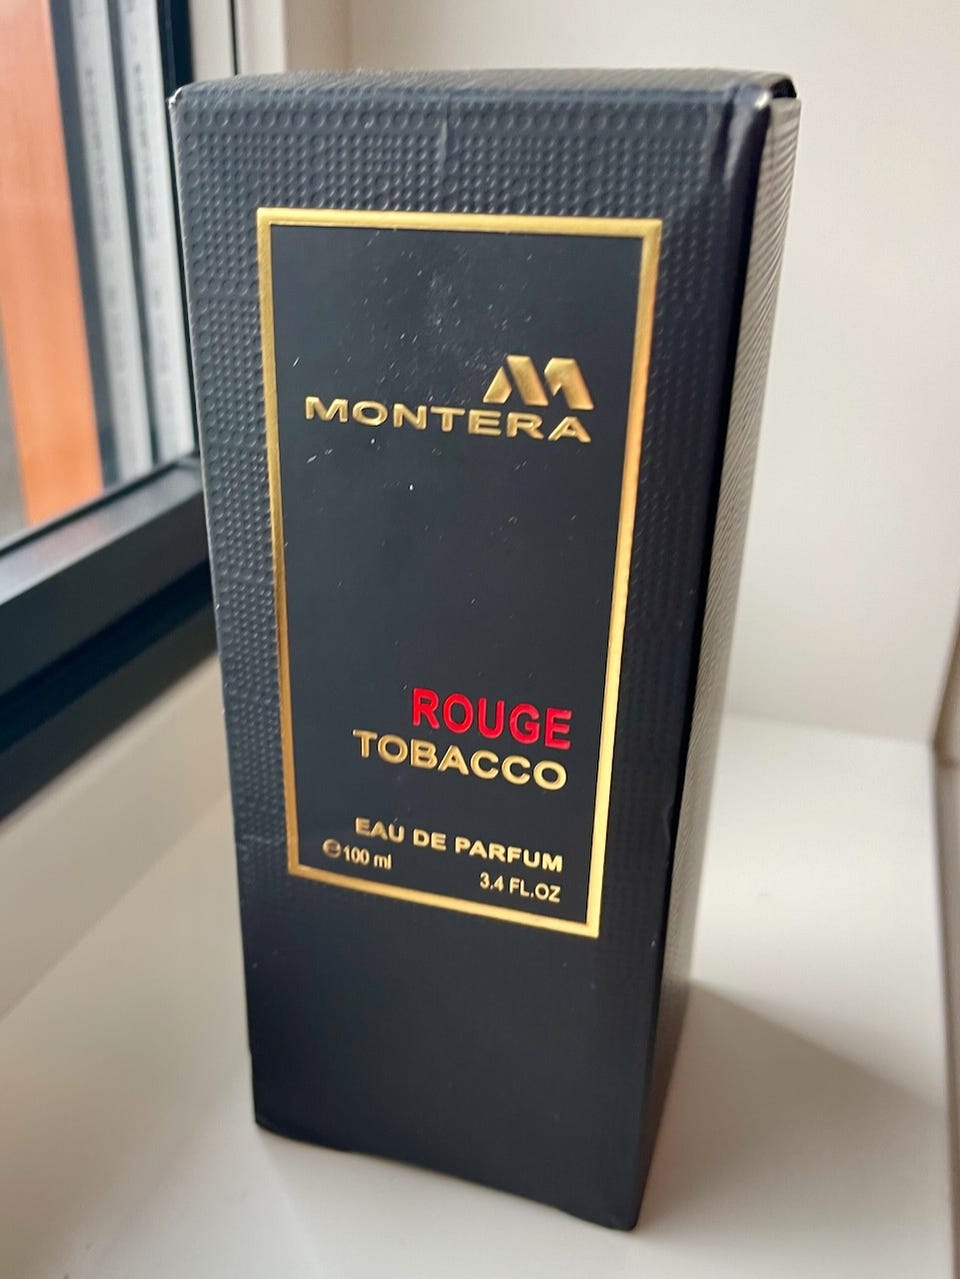 MONTERA
ROUGE
TOBACCO
EAU DE PARFUM
℮100 ml
3.4 FL.OZ